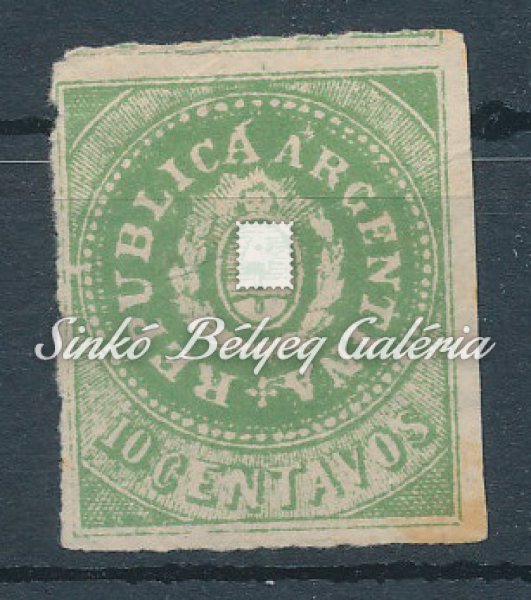 REPUBLICA ARGENTINA
Sinkó Bélyeg Galéria
10 CENTAVOS